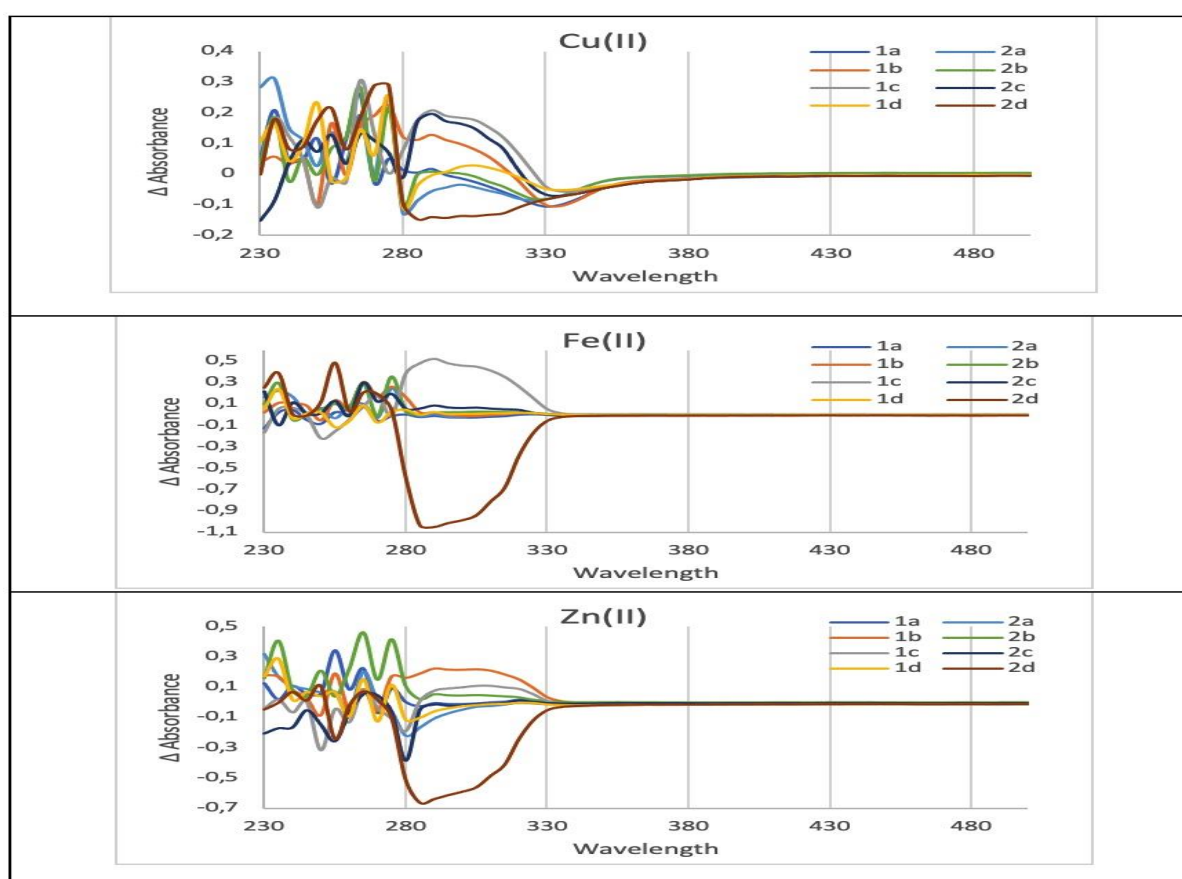 Cu(II)
0,4
0,3
0,2
0,1
0
-0,1
-0,2
Δ Absorbance
1a 2a
1b 2b
1c 2c
1d 2d
230 280 330 380 430 480
Wavelength
Fe(II)
0,5
0,3
0,1
-0,1
-0,3
-0,5
-0,7
-0,9
-1,1
Δ Absorbance
1a 2a
1b 2b
1c 2c
1d 2d
230 280 330 380 430 480
Wavelength
Zn(II)
0,5
0,3
0,1
-0,1
-0,3
-0,5
-0,7
Δ Absorbance
1a 2a
1b 2b
1c 2c
1d 2d
230 280 330 380 430 480
Wavelength